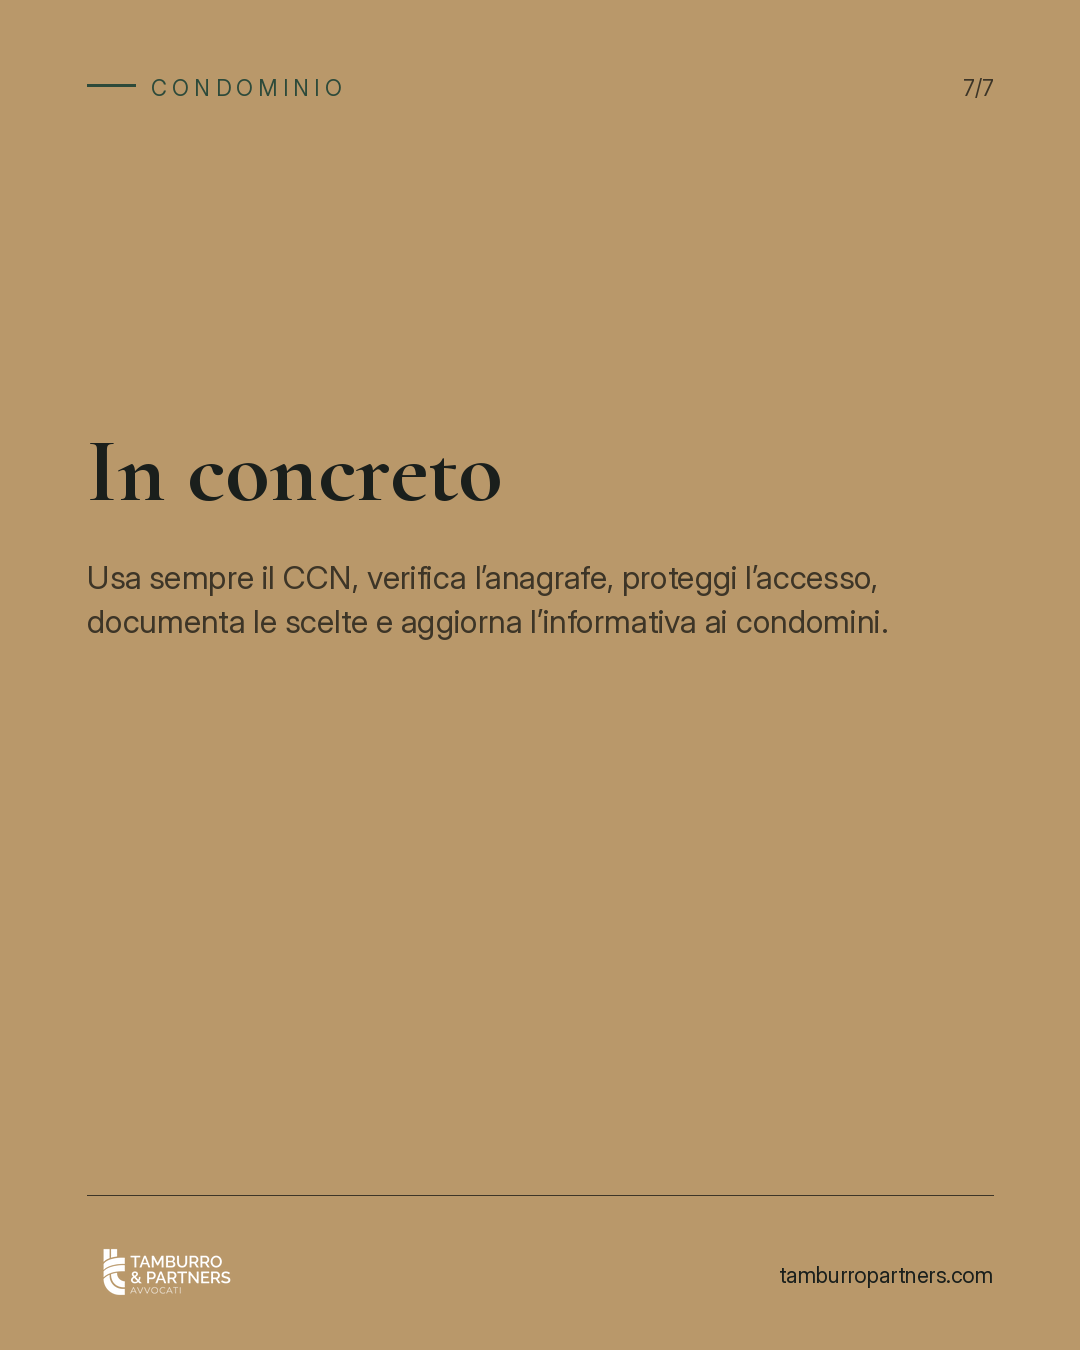 CONDOMINIO
7/7
In concreto
Usa sempre il CCN, verifica l’anagrafe, proteggi l’accesso,
documenta le scelte e aggiorna l’informativa ai condomini.
TAMBURRO
& PARTNERS
AVVOCATI
tamburropartners.com